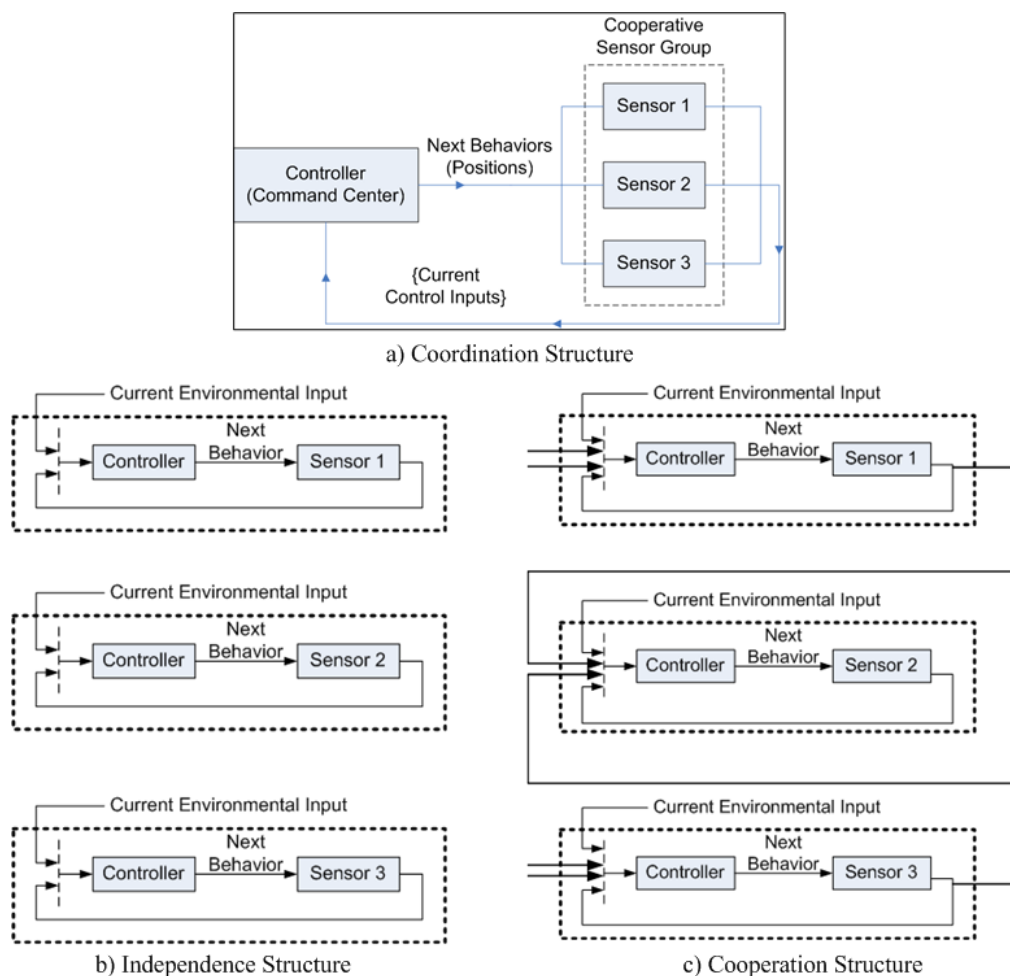 Cooperative
Sensor Group
Sensor 1
Next Behaviors
(Positions)
Controller
(Command Center)
Sensor 2
Sensor 3
{Current
Control Inputs}
a) Coordination Structure
Current Environmental Input
Next
Behavior
Controller
Sensor 1
Current Environmental Input
Next
Behavior
Controller
Sensor 2
Current Environmental Input
Next
Behavior
Controller
Sensor 3
b) Independence Structure
Current Environmental Input
Next
Behavior
Controller
Sensor 1
Current Environmental Input
Next
Behavior
Controller
Sensor 2
Current Environmental Input
Next
Behavior
Controller
Sensor 3
c) Cooperation Structure